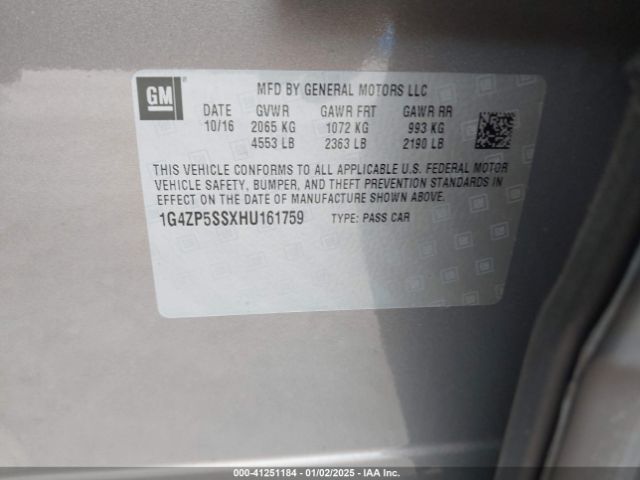 GM
MFD BY GENERAL MOTORS LLC
DATE GVWR GAWR FRT GAWR RR
10/16 2065 KG 1072 KG 993 KG
4553 LB 2363 LB 2190 LB
THIS VEHICLE CONFORMS TO ALL APPLICABLE U.S. FEDERAL MOTOR
VEHICLE SAFETY, BUMPER, AND THEFT PREVENTION STANDARDS IN
EFFECT ON THE DATE OF MANUFACTURE SHOWN ABOVE.
1G4ZP5SSXHU161759 TYPE: PASS CAR
000-41251184 - 01/02/2025 - IAA Inc.